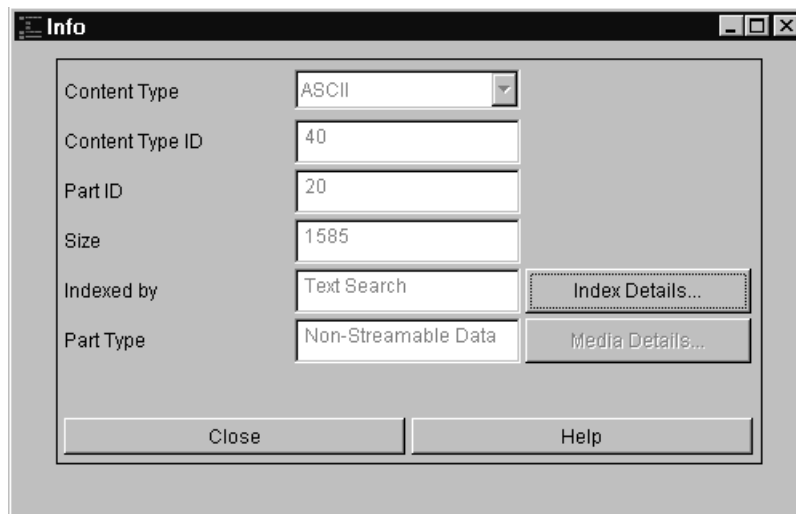 Info
Content Type ASCII
Content Type ID 40
Part ID 20
Size 1585
Indexed by Text Search Index Details...
Part Type Non-Streamable Data Media Details...
Close Help